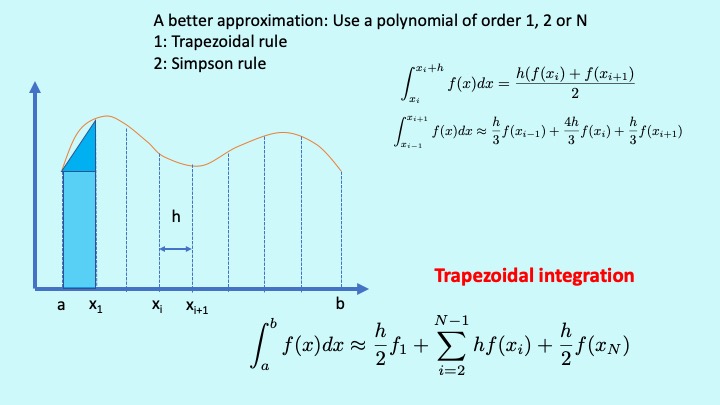 A better approximation: Use a polynomial of order 1, 2 or N
1: Trapezoidal rule
2: Simpson rule
\int_{x_i}^{x_i+h} f(x)dx = \frac{h(f(x_i) + f(x_{i+1})}{2}
\int_{x_{i-1}}^{x_{i+1}} f(x)dx ≈ \frac{h}{3} f(x_{i-1}) + \frac{4h}{3} f(x_i) + \frac{h}{3} f(x_{i+1})
h
Trapezoidal integration
a x_1 x_i x_{i+1} b
\int_a^b f(x)dx ≈ \frac{h}{2} f_1 + \sum_{i=2}^{N-1} hf(x_i) + \frac{h}{2} f(x_N)